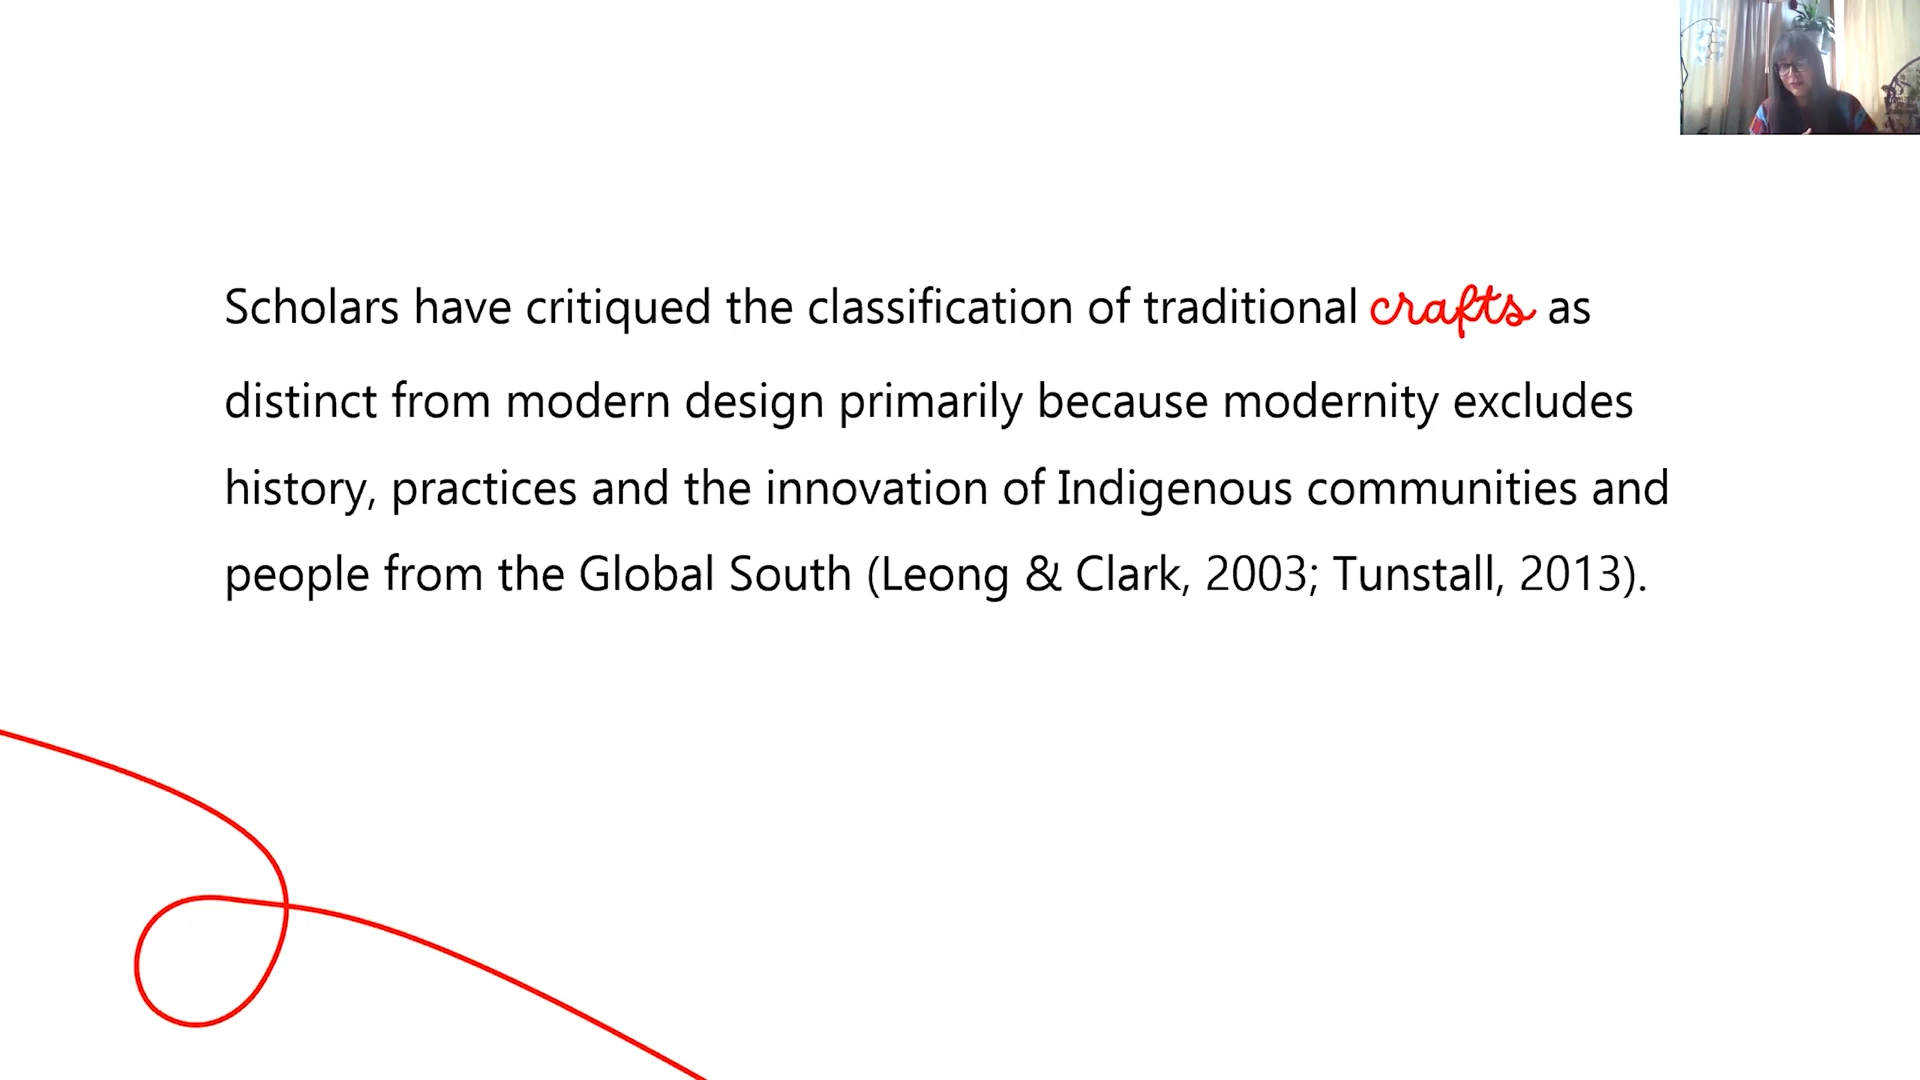 Scholars have critiqued the classification of traditional crafts as
distinct from modern design primarily because modernity excludes
history, practices and the innovation of Indigenous communities and
people from the Global South (Leong & Clark, 2003; Tunstall, 2013).